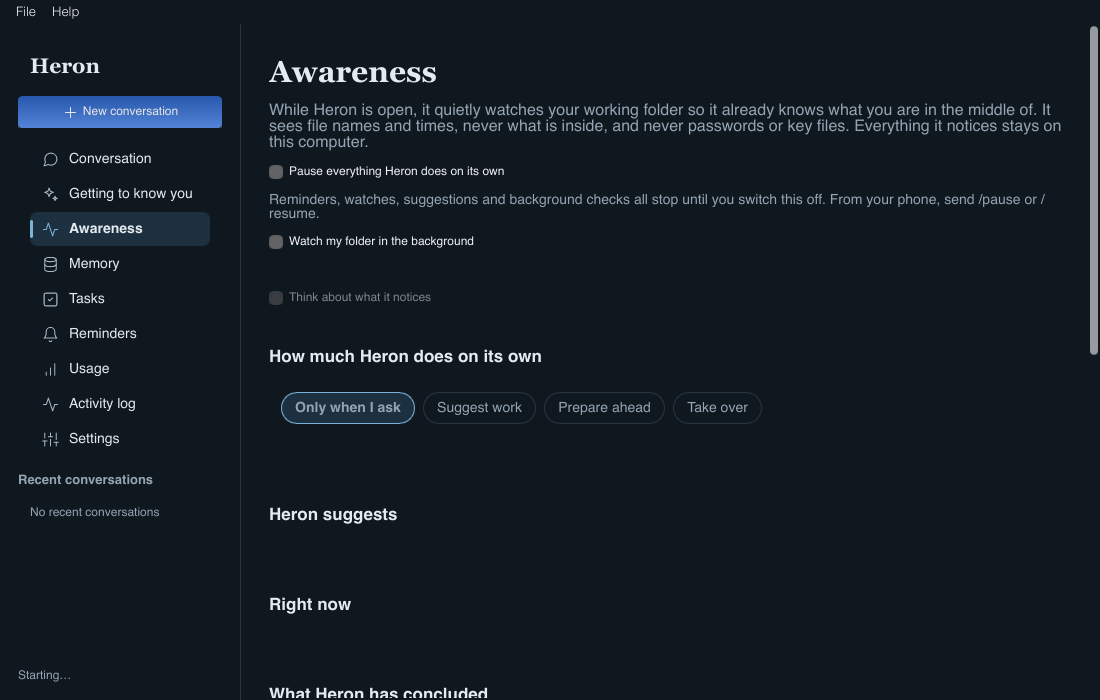 File Help
Heron
New conversation
Conversation
Getting to know you
Awareness
Memory
Tasks
Reminders
Usage
Activity log
Settings
Recent conversations
No recent conversations
Starting…
Awareness
While Heron is open, it quietly watches your working folder so it already knows what you are in the middle of. It
sees file names and times, never what is inside, and never passwords or key files. Everything it notices stays on
this computer.
Pause everything Heron does on its own
Reminders, watches, suggestions and background checks all stop until you switch this off. From your phone, send /pause or /
resume.
Watch my folder in the background
Think about what it notices
How much Heron does on its own
Only when I ask
Suggest work
Prepare ahead
Take over
Heron suggests
Right now
What Heron has concluded